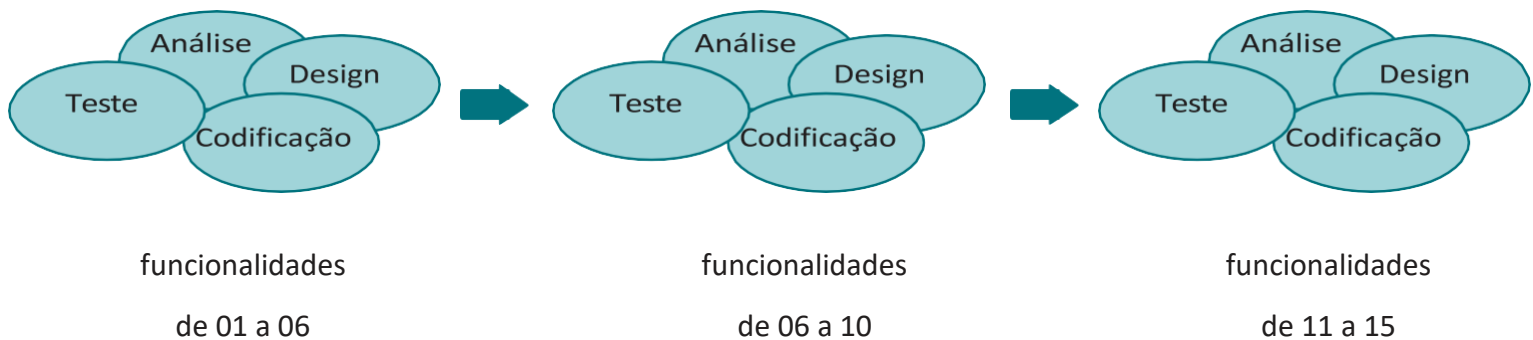 Análise
Design
Teste
Codificação
funcionalidades
de 01 a 06
Análise
Design
Teste
Codificação
funcionalidades
de 06 a 10
Análise
Design
Teste
Codificação
funcionalidades
de 11 a 15